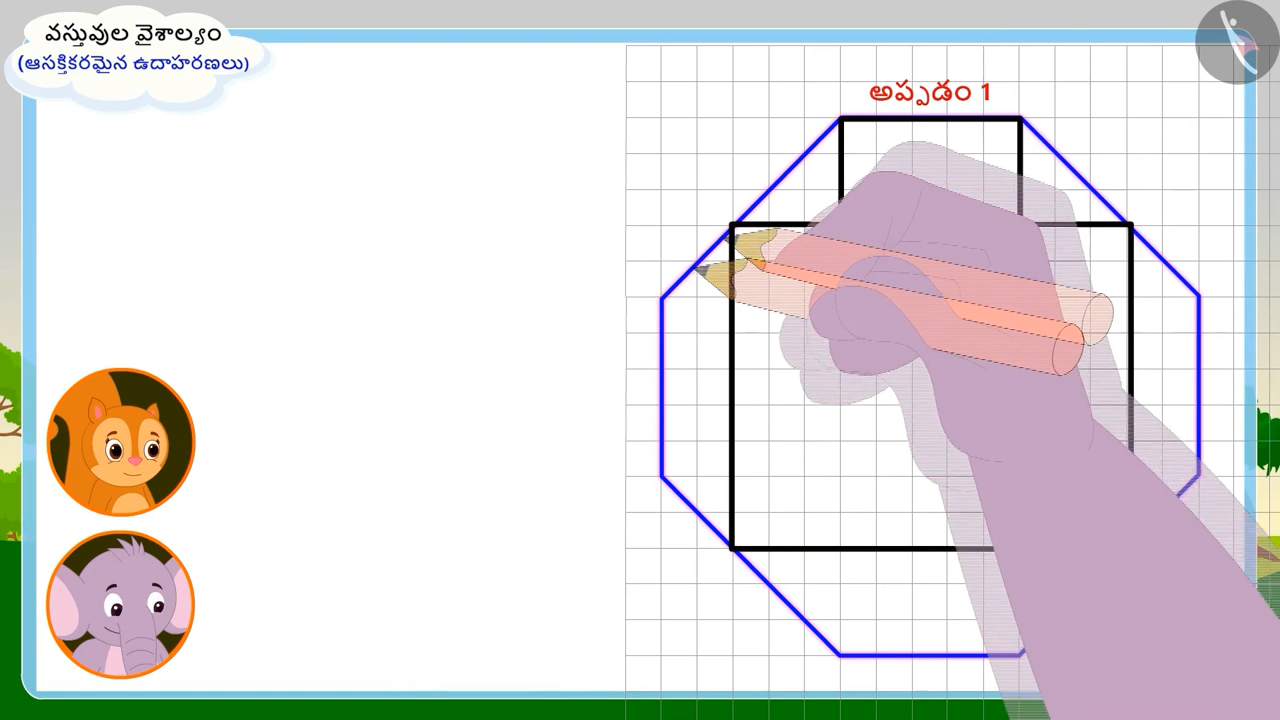 వస్తువుల వైశాల్యం
(ఆసక్తికరమైన ఉదాహరణలు)
అప్పడం 1